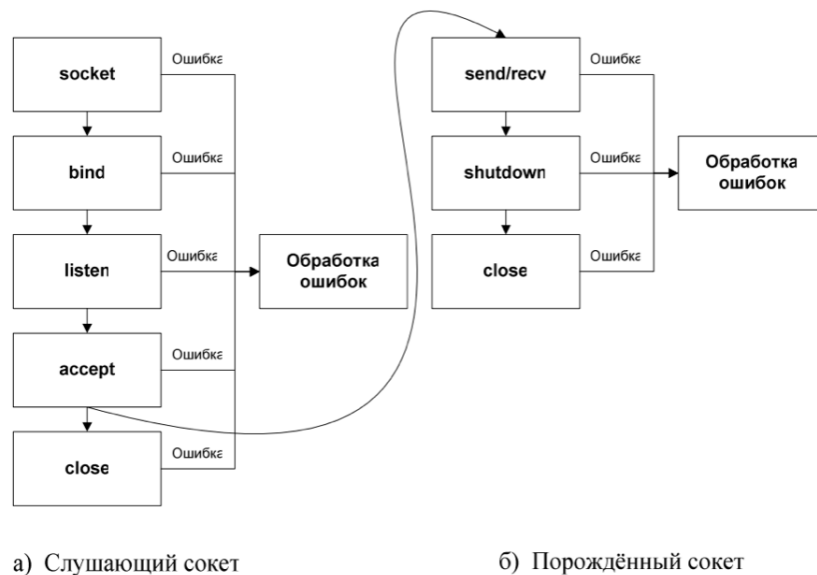 socket
Ошибка
bind
Ошибка
listen
Ошибка
Обработка
ошибок
accept
Ошибка
close
Ошибка
send/recv
Ошибка
shutdown
Ошибка
Обработка
ошибок
close
Ошибка
а) Слушающий сокет
б) Порождённый сокет